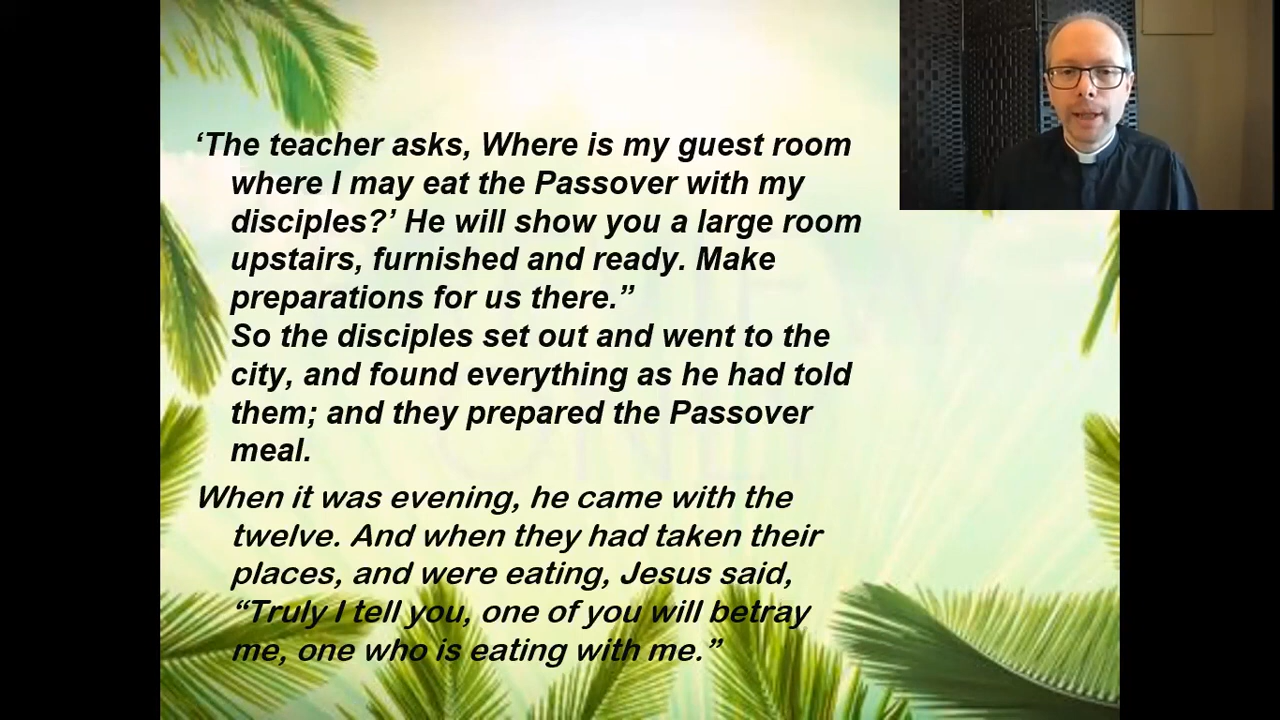 ‘The teacher asks, Where is my guest room
where I may eat the Passover with my
disciples?’ He will show you a large room
upstairs, furnished and ready. Make
preparations for us there.”
So the disciples set out and went to the
city, and found everything as he had told
them; and they prepared the Passover
meal.
When it was evening, he came with the
twelve. And when they had taken their
places, and were eating, Jesus said,
“Truly I tell you, one of you will betray
me, one who is eating with me.”